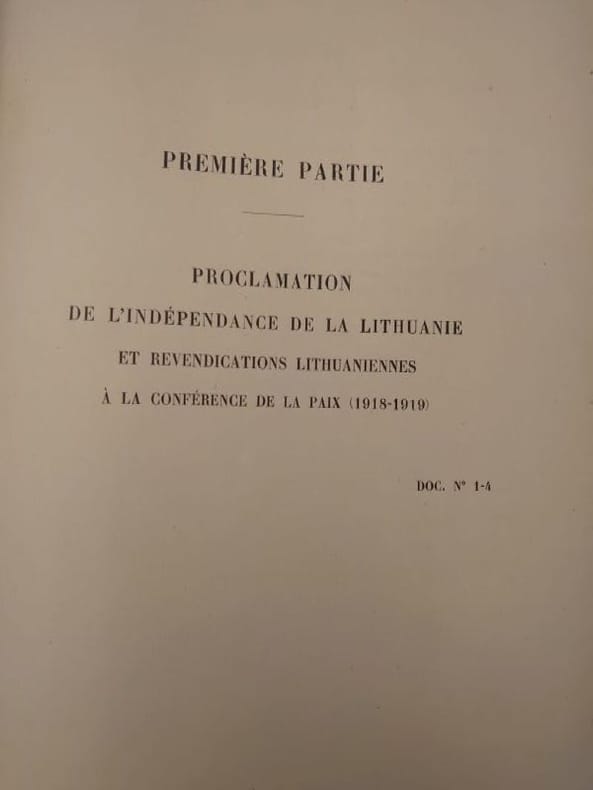 PREMIÈRE PARTIE
PROCLAMATION
DE L'INDÉPENDANCE DE LA LITHUANIE
ET REVENDICATIONS LITHUANIENNES
À LA CONFÉRENCE DE LA PAIX (1918-1919)
DOC. N° 1-4